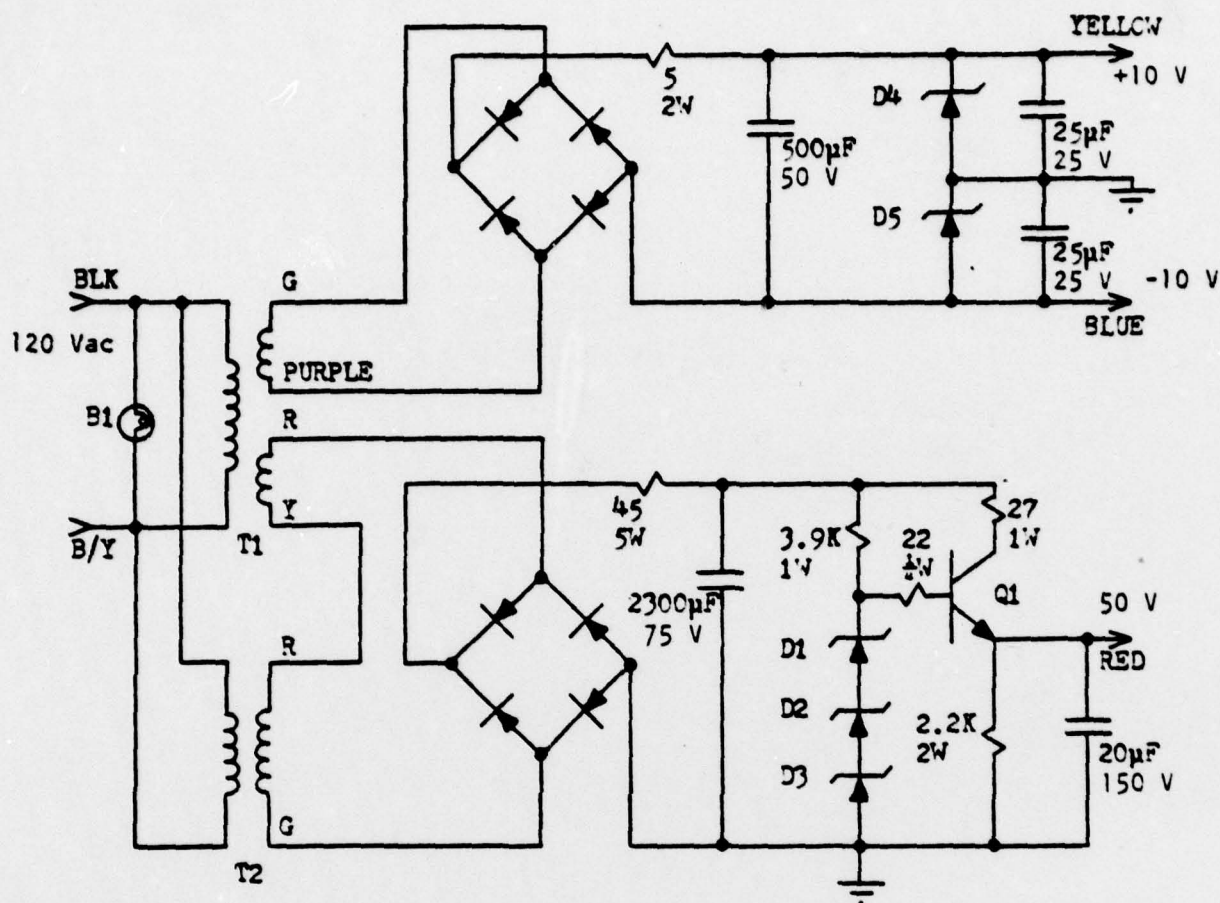 YELLOW
+10 V
5
2W
D4
500µF
50 V
25µF
25 V
D5
25µF
25 V
-10 V
BLUE
BLK
G
120 Vac
PURPLE
B1
R
Y
B/Y
T1
45
5W
3.9K
1W
22
¼W
27
1W
Q1
2300µF
75 V
50 V
RED
R
D1
D2
2.2K
2W
D3
20µF
150 V
G
T2